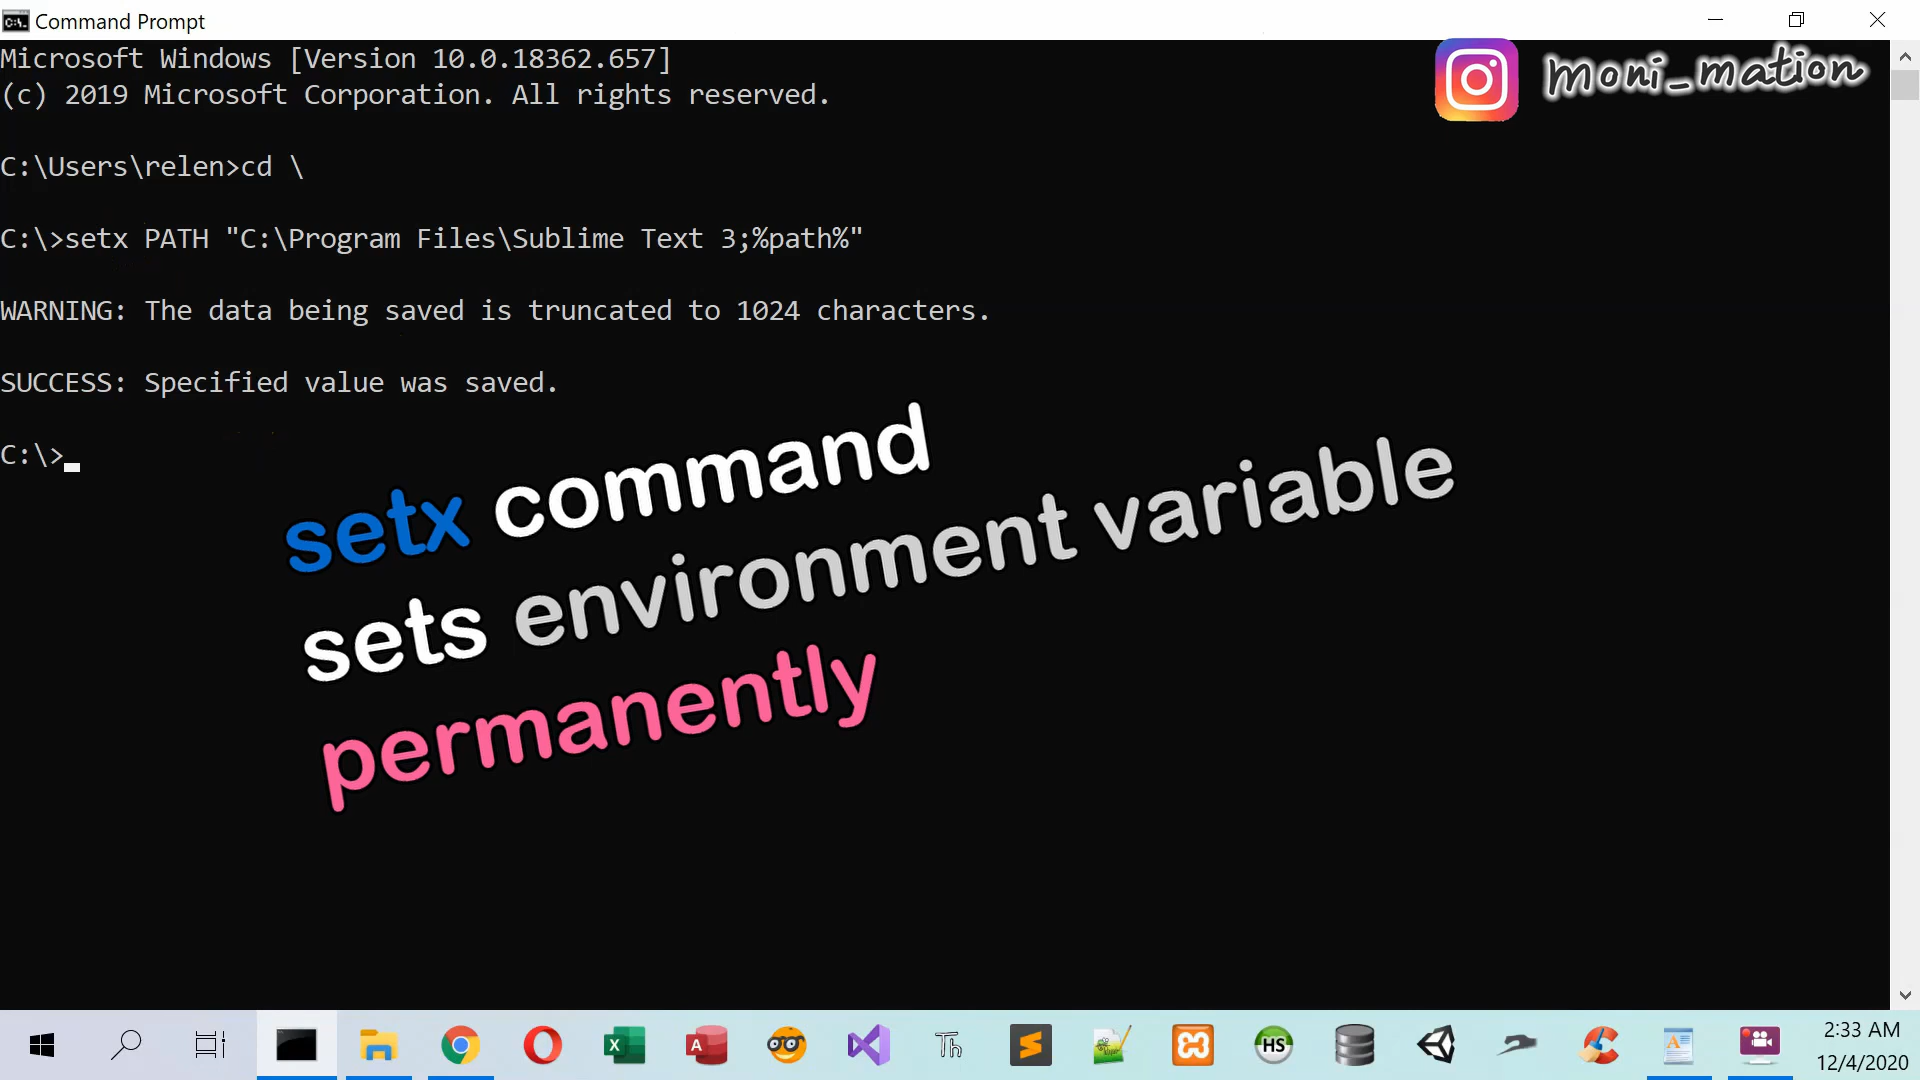 Command Prompt
Microsoft Windows [Version 10.0.18362.657]
(c) 2019 Microsoft Corporation. All rights reserved.
moni_mation
C:\Users\relen>cd \
C:\>setx PATH "C:\Program Files\Sublime Text 3;%path%"
WARNING: The data being saved is truncated to 1024 characters.
SUCCESS: Specified value was saved.
C:\>
setx command
sets environment variable
permanently
Th
HS
2:33 AM
12/4/2020